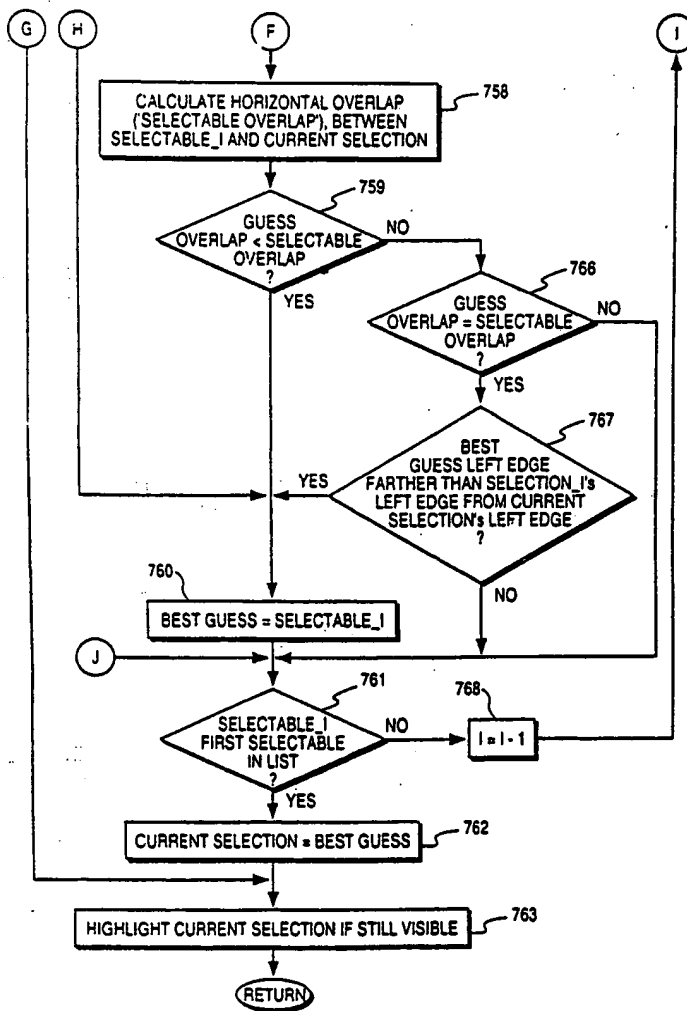 G
H
F
I
758
CALCULATE HORIZONTAL OVERLAP
('SELECTABLE OVERLAP'), BETWEEN
SELECTABLE_I AND CURRENT SELECTION
759
GUESS
OVERLAP < SELECTABLE
OVERLAP
?
NO
YES
766
GUESS
OVERLAP = SELECTABLE
OVERLAP
?
NO
YES
767
BEST
GUESS LEFT EDGE
FARTHER THAN SELECTION_I's
LEFT EDGE FROM CURRENT
SELECTION's LEFT EDGE
?
YES
NO
760
BEST GUESS = SELECTABLE_I
J
761
SELECTABLE_I
FIRST SELECTABLE
IN LIST
?
NO
YES
768
I = I - 1
CURRENT SELECTION = BEST GUESS
762
HIGHLIGHT CURRENT SELECTION IF STILL VISIBLE
763
RETURN